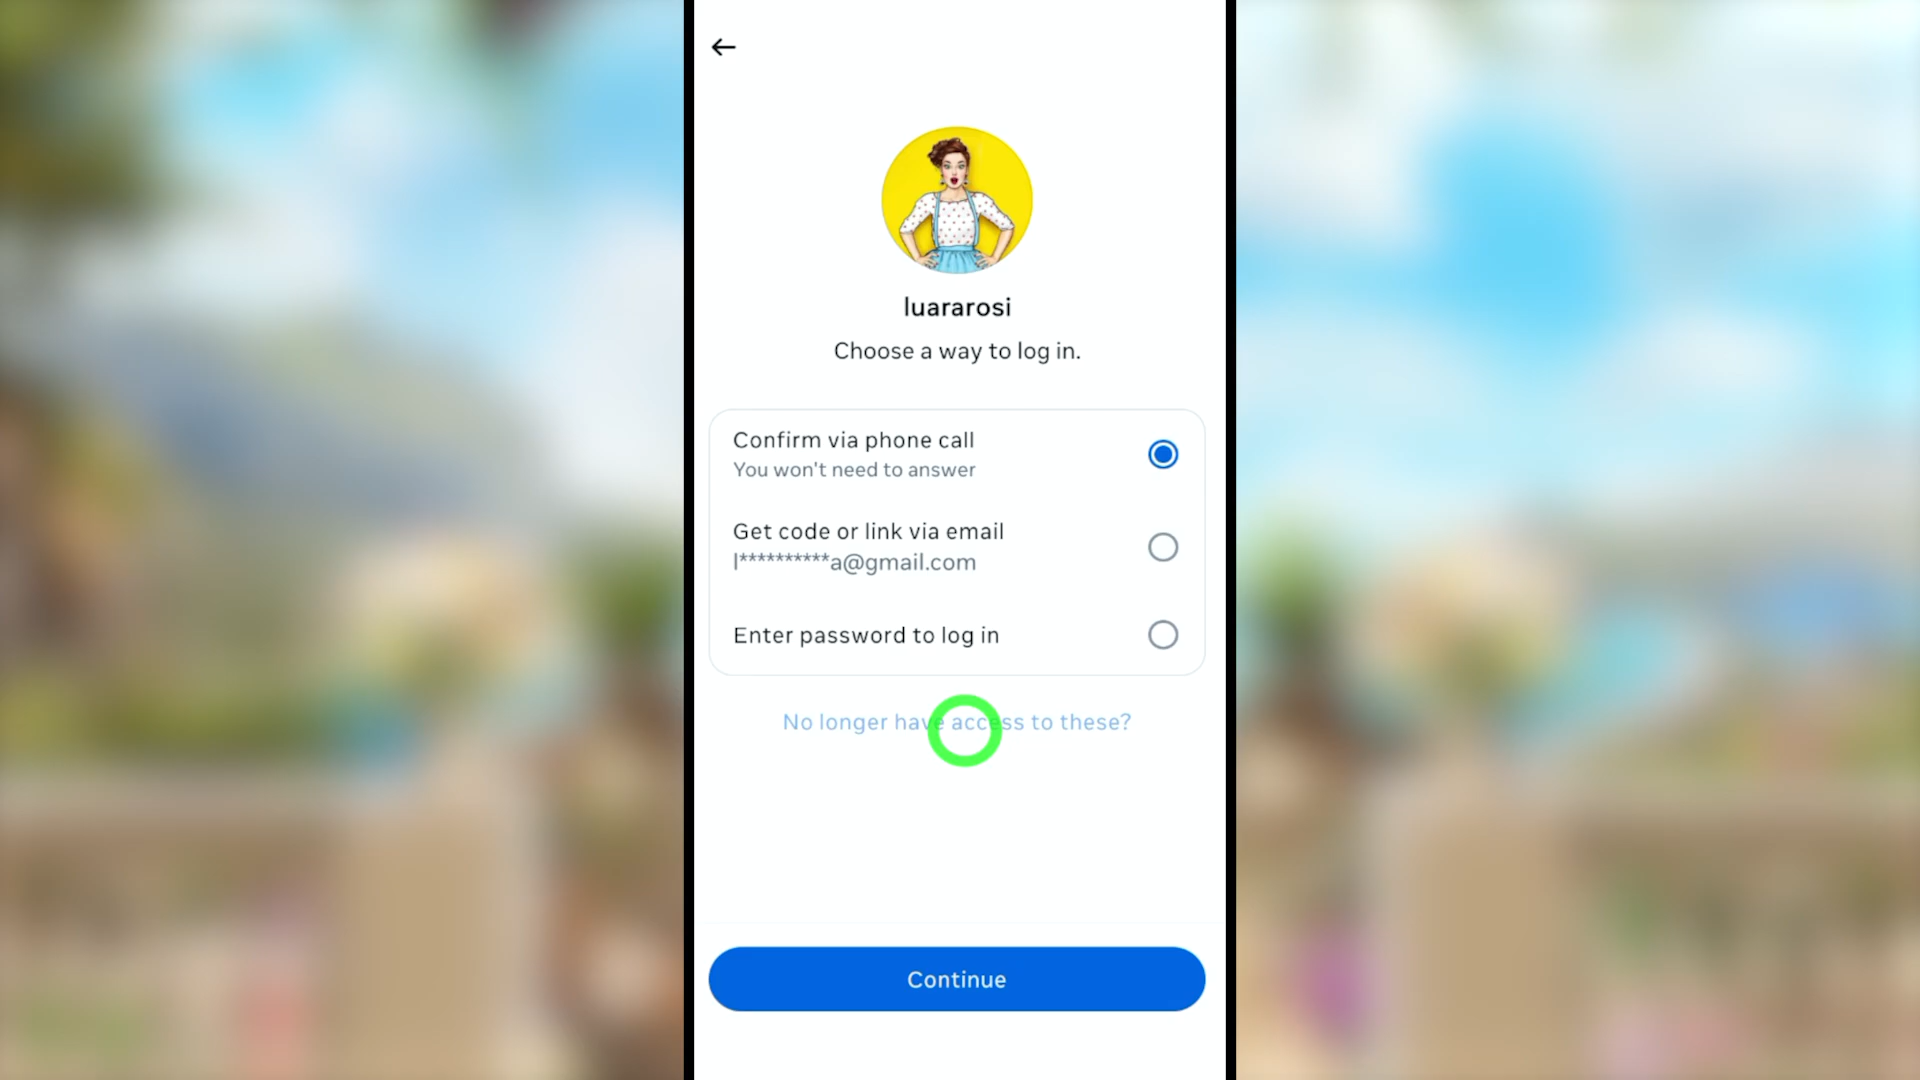 luararosi
Choose a way to log in.
Confirm via phone call
You won't need to answer
Get code or link via email
l**********a@gmail.com
Enter password to log in
No longer have access to these?
Continue